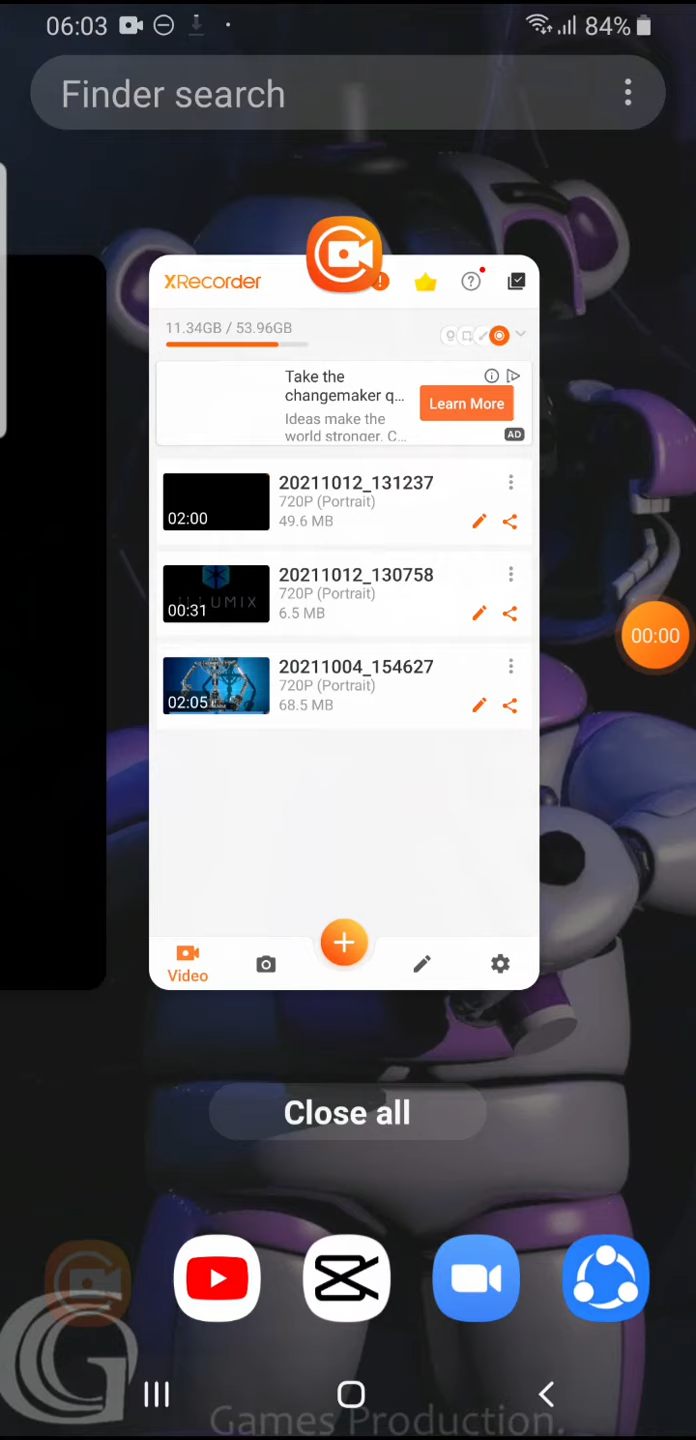 06:03
84%
Finder search
XRecorder
11.34GB / 53.96GB
Take the
changemaker q...
Ideas make the
world stronger. C...
Learn More
AD
20211012_131237
720P (Portrait)
49.6 MB
02:00
20211012_130758
720P (Portrait)
6.5 MB
00:31
ILLUMIX
20211004_154627
720P (Portrait)
68.5 MB
02:05
00:00
Video
Close all
Games Production.